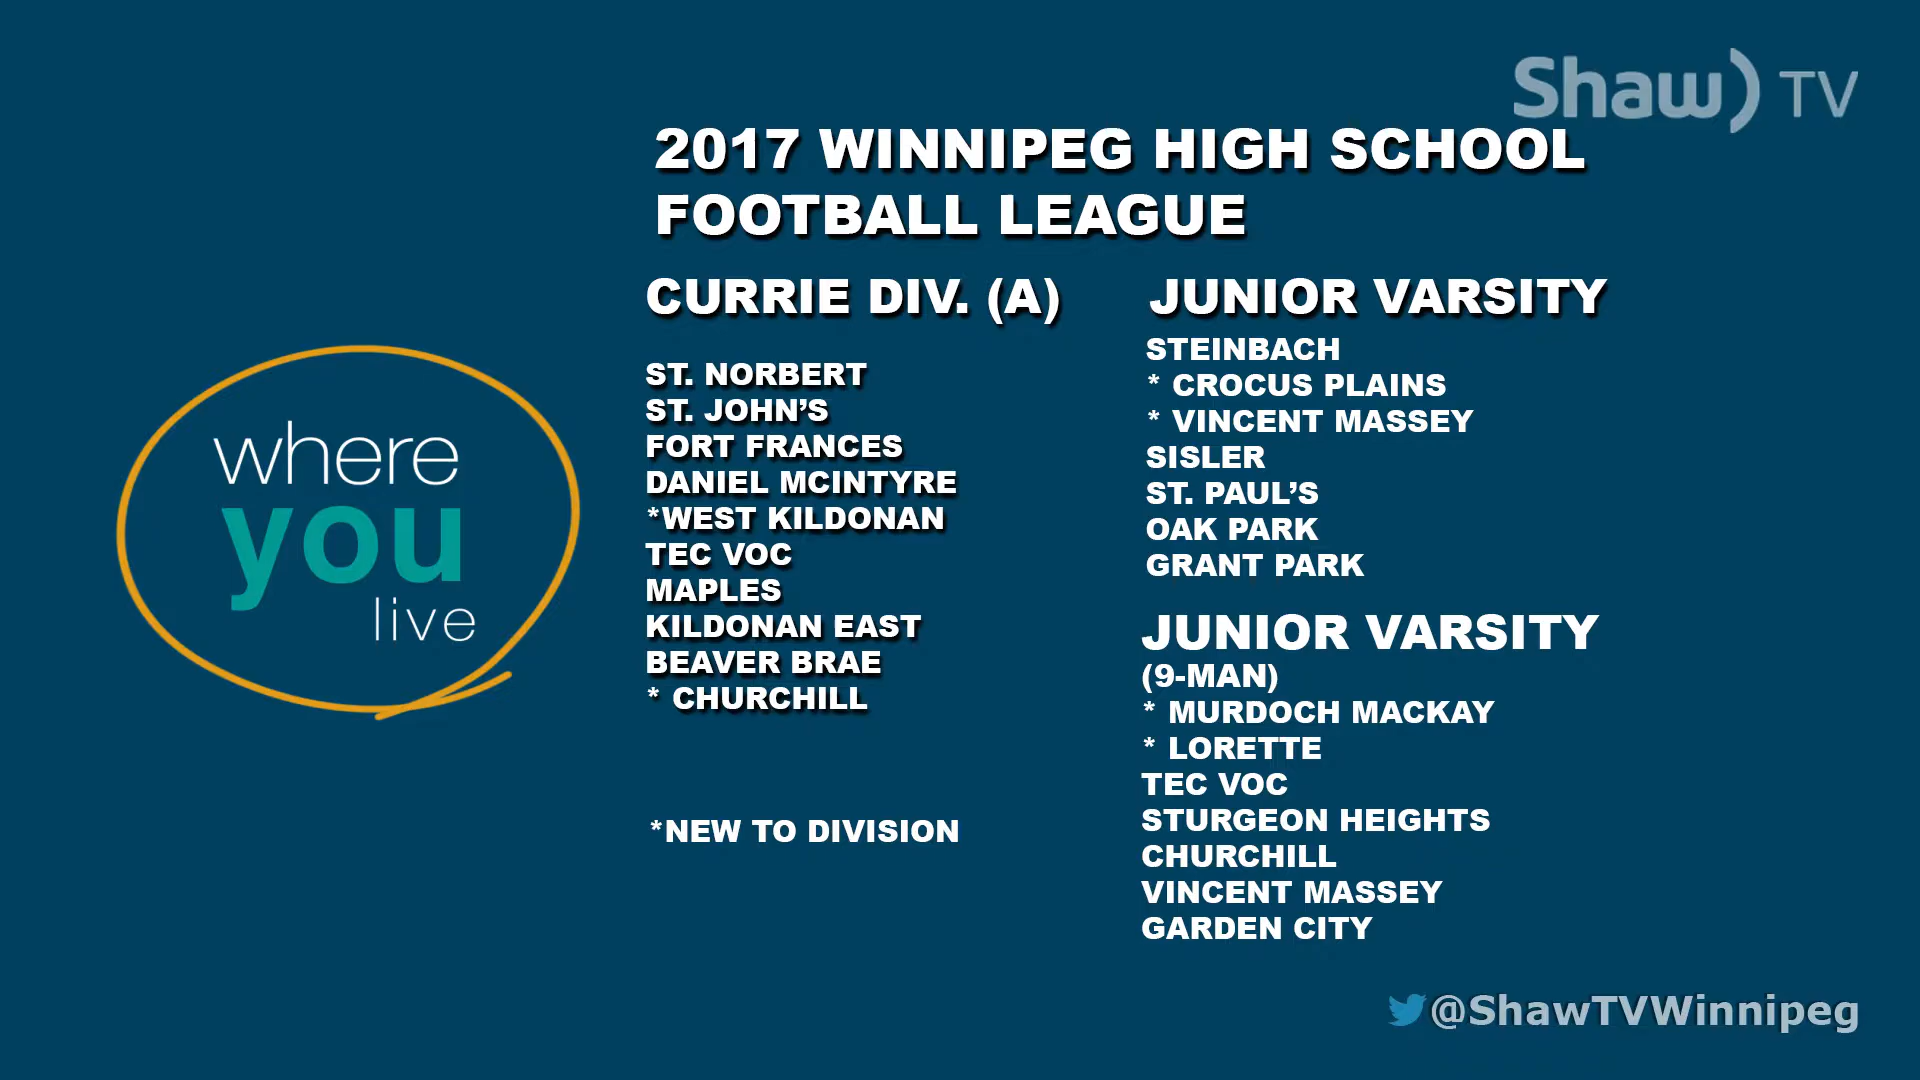 Shaw) TV
2017 WINNIPEG HIGH SCHOOL
FOOTBALL LEAGUE
where
you
live
CURRIE DIV. (A)
ST. NORBERT
ST. JOHN’S
FORT FRANCES
DANIEL MCINTYRE
*WEST KILDONAN
TEC VOC
MAPLES
KILDONAN EAST
BEAVER BRAE
* CHURCHILL
*NEW TO DIVISION
JUNIOR VARSITY
STEINBACH
* CROCUS PLAINS
* VINCENT MASSEY
SISLER
ST. PAUL’S
OAK PARK
GRANT PARK
JUNIOR VARSITY
(9-MAN)
* MURDOCH MACKAY
* LORETTE
TEC VOC
STURGEON HEIGHTS
CHURCHILL
VINCENT MASSEY
GARDEN CITY
@ShawTVWinnipeg